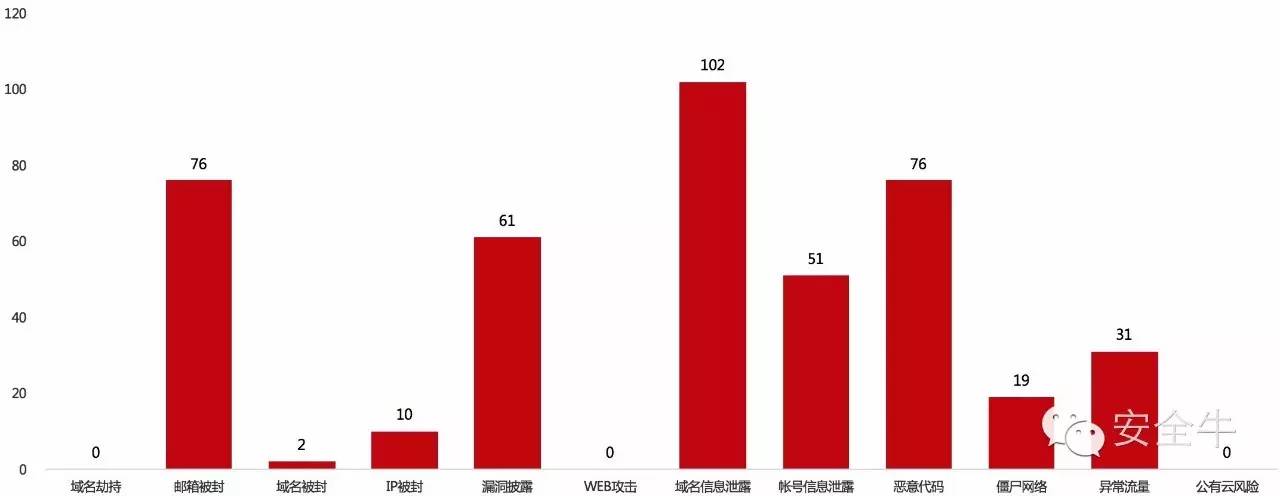 120
100
80
60
40
20
0
0
76
2
10
61
0
102
51
76
19
31
0
域名劫持
邮箱被封
域名被封
IP被封
漏洞披露
WEB攻击
域名信息泄露
帐号信息泄露
恶意代码
僵尸网络
异常流量
公有云风险
安全牛